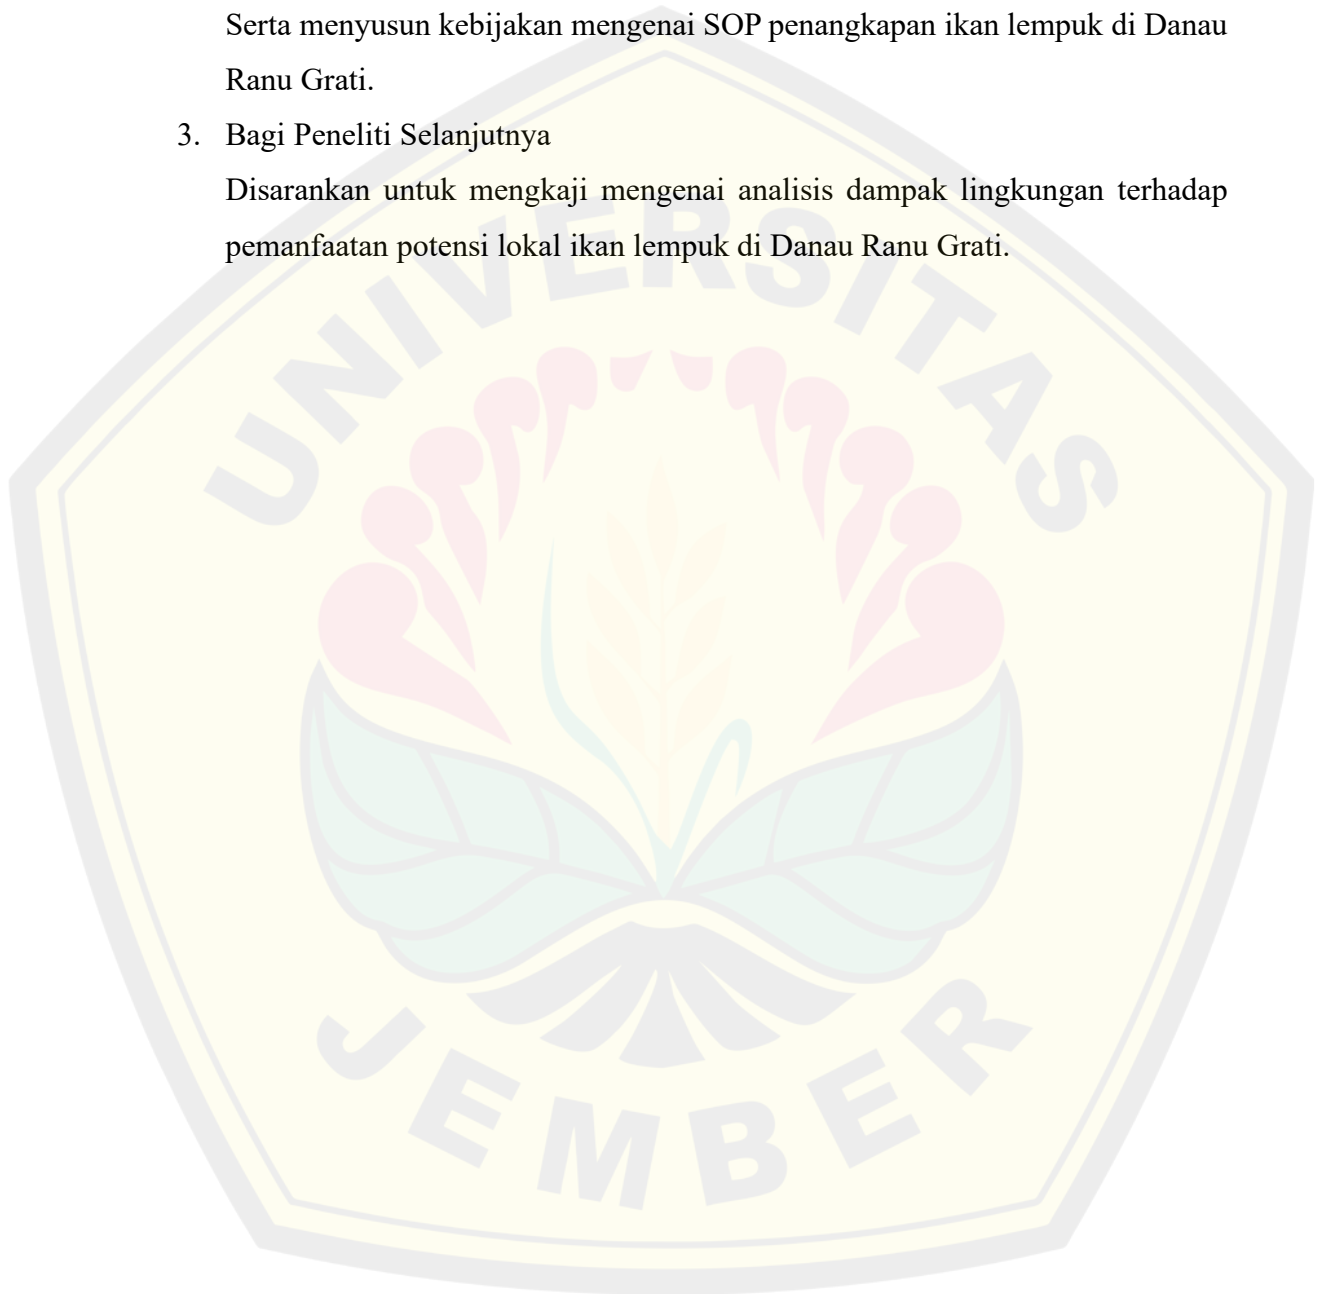 Serta menyusun kebijakan mengenai SOP penangkapan ikan lempuk di Danau
Ranu Grati.
3. Bagi Peneliti Selanjutnya
Disarankan untuk mengkaji mengenai analisis dampak lingkungan terhadap
pemanfaatan potensi lokal ikan lempuk di Danau Ranu Grati.
UNIVERSITAS
JEMBER